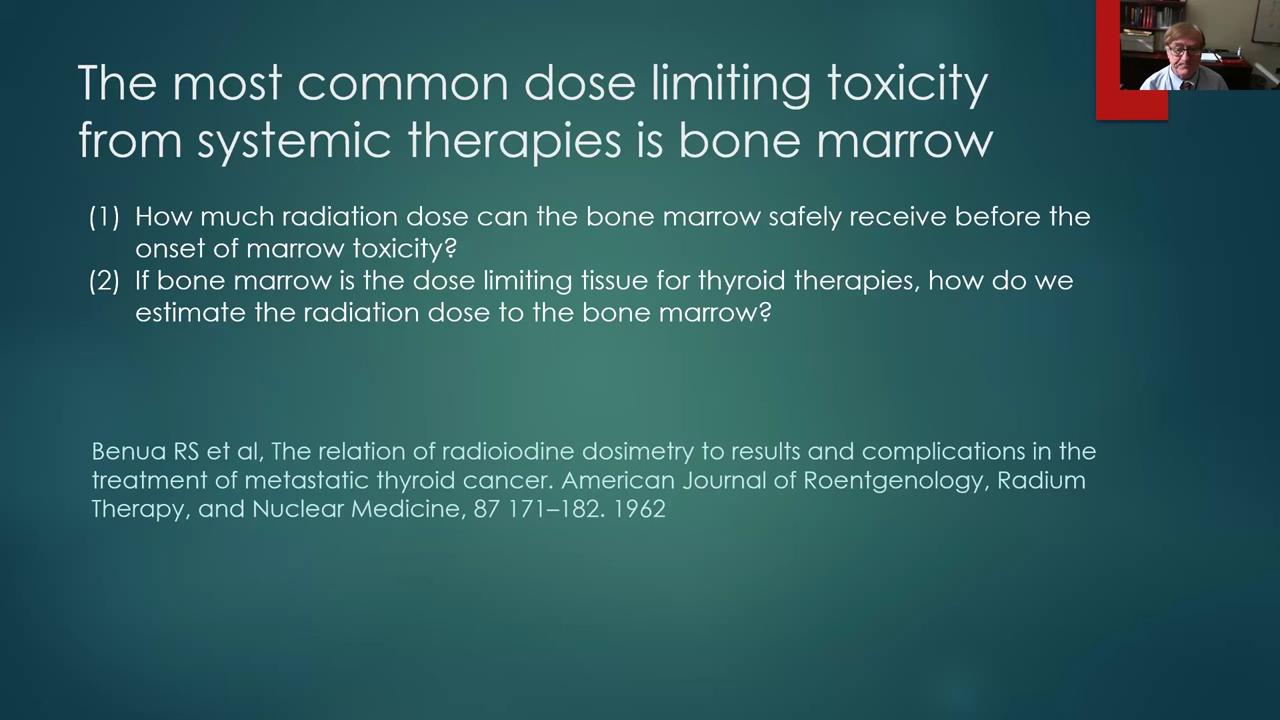 The most common dose limiting toxicity
from systemic therapies is bone marrow
(1) How much radiation dose can the bone marrow safely receive before the
onset of marrow toxicity?
(2) If bone marrow is the dose limiting tissue for thyroid therapies, how do we
estimate the radiation dose to the bone marrow?
Benua RS et al, The relation of radioiodine dosimetry to results and complications in the
treatment of metastatic thyroid cancer. American Journal of Roentgenology, Radium
Therapy, and Nuclear Medicine, 87 171–182. 1962